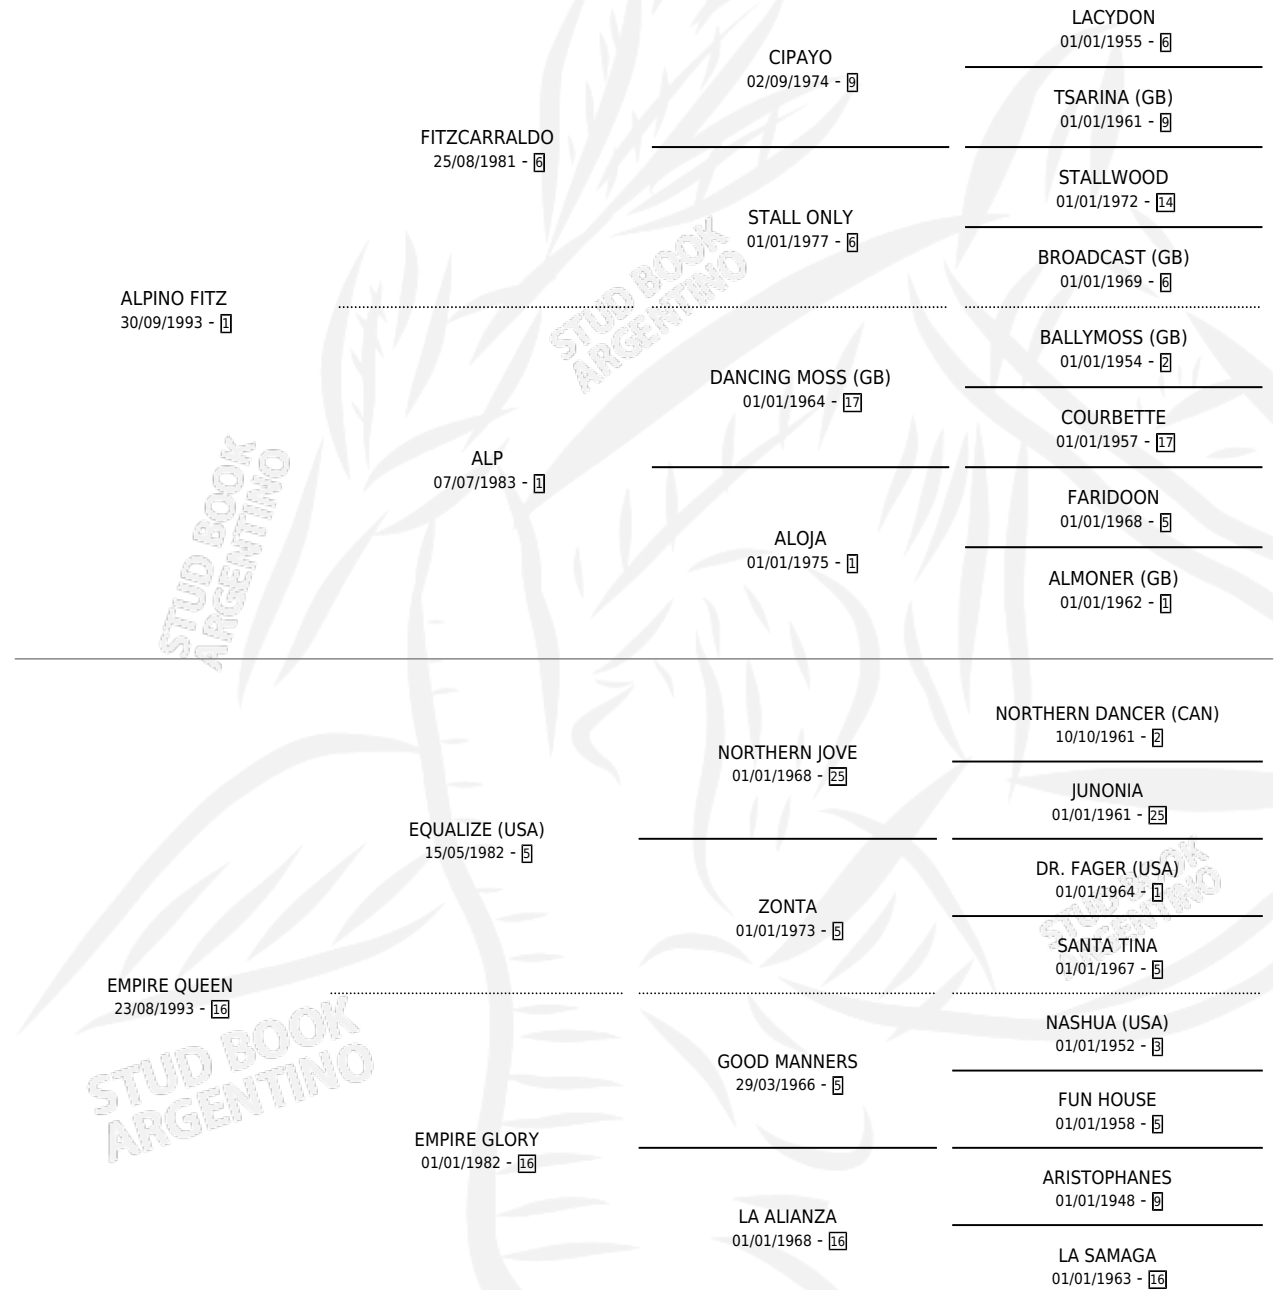 LACYDON
01/01/1955 - 6
CIPAYO
02/09/1974 - 9
TSARINA (GB)
01/01/1961 - 9
FITZCARRALDO
25/08/1981 - 6
STALLWOOD
01/01/1972 - 14
STALL ONLY
01/01/1977 - 6
BROADCAST (GB)
01/01/1969 - 6
ALPINO FITZ
30/09/1993 - 1
STUD BOOK
ARGENTINO
BALLYMOSS (GB)
01/01/1954 - 2
DANCING MOSS (GB)
01/01/1964 - 17
COURBETTE
01/01/1957 - 17
ALP
07/07/1983 - 1
FARIDOON
01/01/1968 - 5
ALOJA
01/01/1975 - 1
ALMONER (GB)
01/01/1962 - 1
STUD BOOK
ARGENTINO
NORTHERN DANCER (CAN)
10/10/1961 - 2
NORTHERN JOVE
01/01/1968 - 25
JUNONIA
01/01/1961 - 25
EQUALIZE (USA)
15/05/1982 - 5
DR. FAGER (USA)
01/01/1964 - 1
ZONTA
01/01/1973 - 5
SANTA TINA
01/01/1967 - 5
STUD BOOK
ARGENTINO
EMPIRE QUEEN
23/08/1993 - 16
NASHUA (USA)
01/01/1952 - 3
GOOD MANNERS
29/03/1966 - 5
FUN HOUSE
01/01/1958 - 5
STUD BOOK
ARGENTINO
EMPIRE GLORY
01/01/1982 - 16
ARISTOPHANES
01/01/1948 - 9
LA ALIANZA
01/01/1968 - 16
LA SAMAGA
01/01/1963 - 16